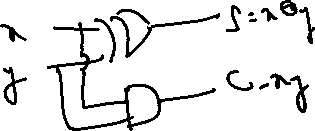 x
S = x⊕y
y
C = xy